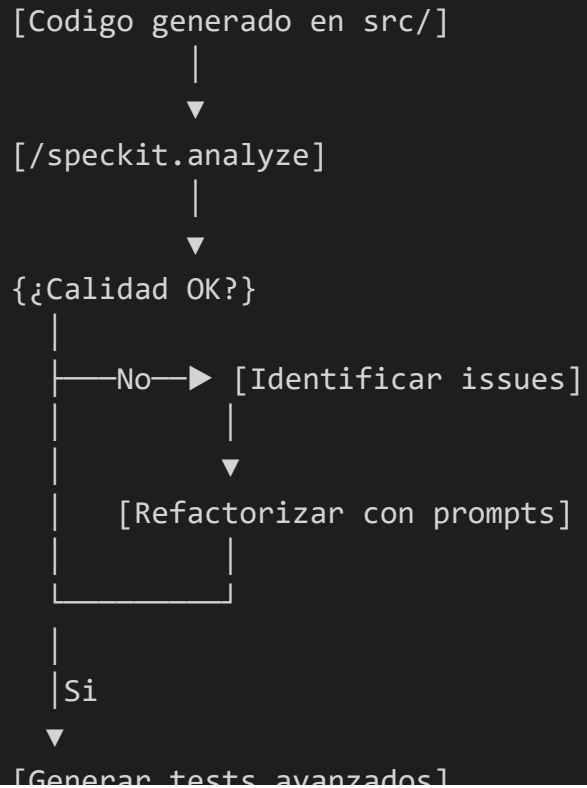 [Codigo generado en src/]
[/speckit.analyze]
{¿Calidad OK?}
No [Identificar issues]
[Refactorizar con prompts]
Si
[Generar tests avanzados]